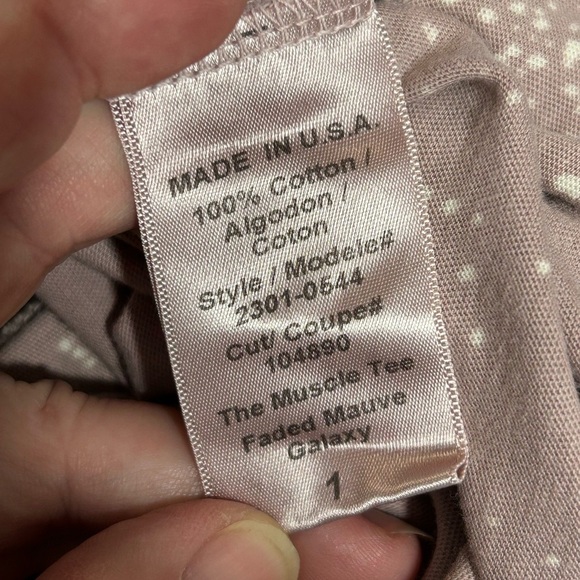 MADE IN U.S.A.
100% Cotton /
Algodon /
Coton
Style / Modele#
2301-0544
Cut/ Coupe#
104890
The Muscle Tee
Faded Mauve
Galaxy
1